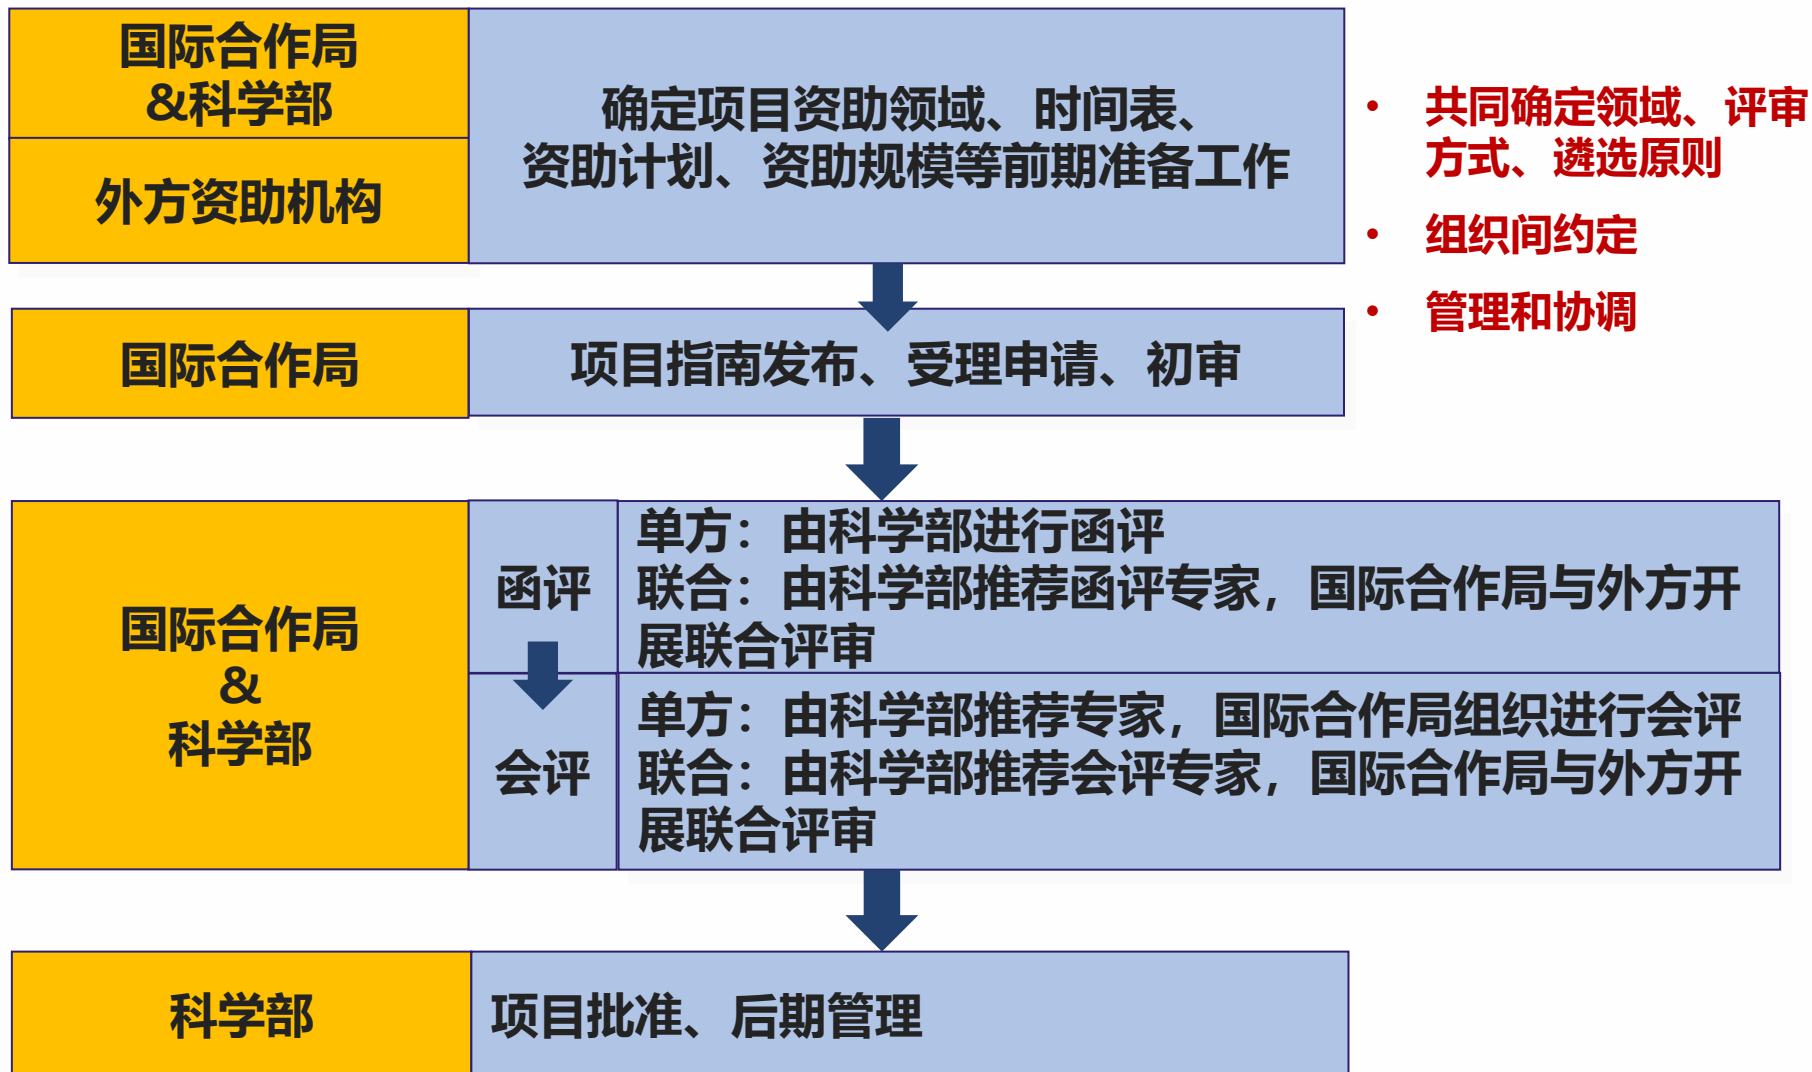 国际合作局
&科学部
外方资助机构
确定项目资助领域、时间表、
资助计划、资助规模等前期准备工作
• 共同确定领域、评审
方式、遴选原则
• 组织间约定
• 管理和协调
国际合作局
项目指南发布、受理申请、初审
国际合作局
&
科学部
函评
单方：由科学部进行函评
联合：由科学部推荐函评专家，国际合作局与外方开
展联合评审
会评
单方：由科学部推荐专家，国际合作局组织进行会评
联合：由科学部推荐会评专家，国际合作局与外方开
展联合评审
科学部
项目批准、后期管理